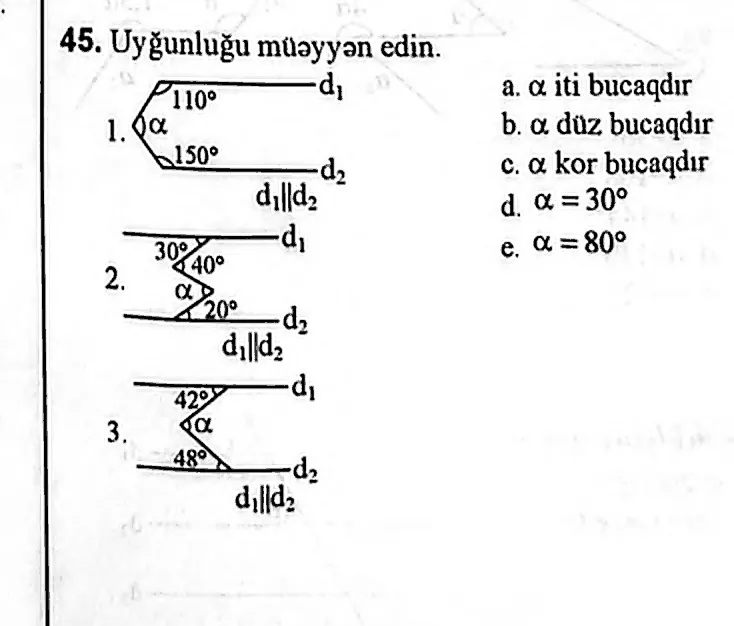 45. Uyğunluğu müəyyən edin.
1. 110° α 150° d₁ d₂
d₁||d₂
2. 30° 40° α 20° d₁ d₂
d₁||d₂
3. 42° α 48° d₁ d₂
d₁||d₂
a. α iti bucaqdır
b. α düz bucaqdır
c. α kor bucaqdır
d. α = 30°
e. α = 80°